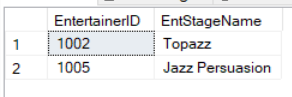 EntertainerID EntStageName
1 1002 Topazz
2 1005 Jazz Persuasion